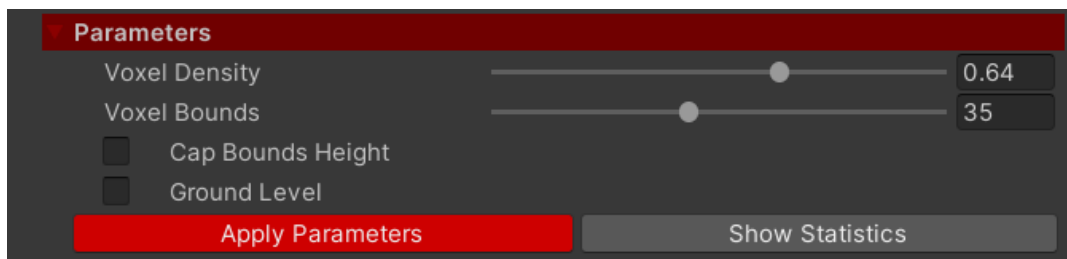 Parameters
Voxel Density 0.64
Voxel Bounds 35
Cap Bounds Height
Ground Level
Apply Parameters Show Statistics